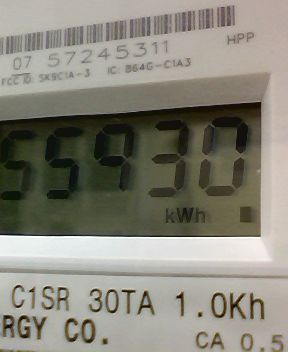 07 57245311
HPP
FCC ID: SK9C1A-3 IC: 864G-C1A3
55930
kWh
C1SR 30TA 1.0Kh
RGY CO.
CA 0.5